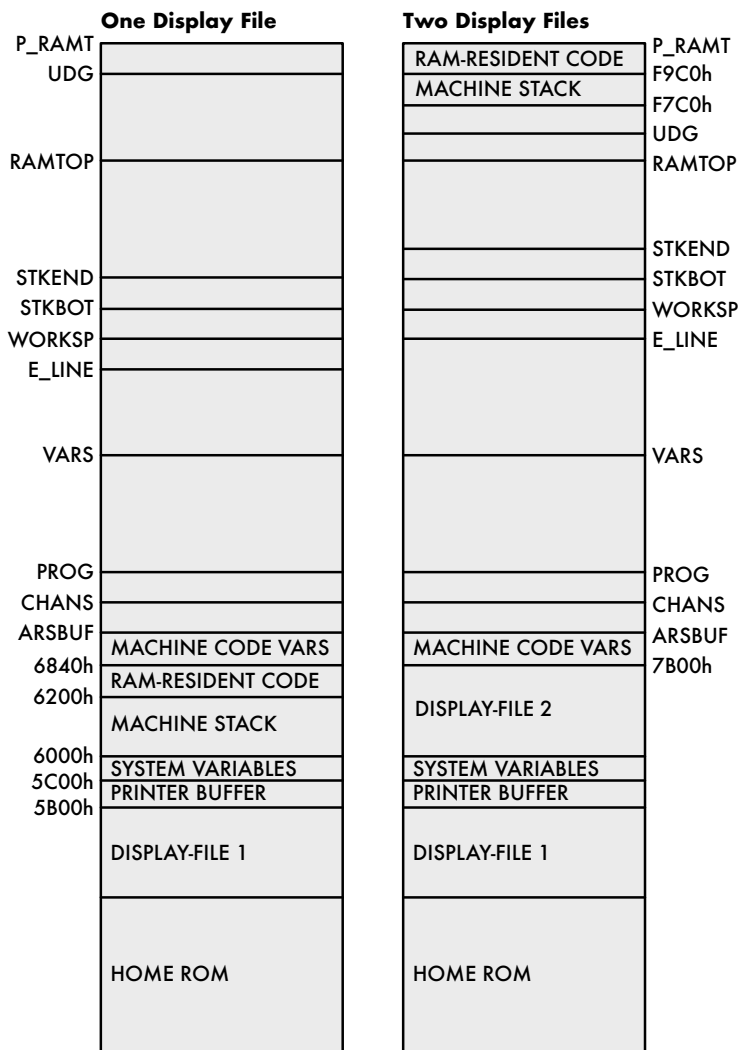 One Display File
P_RAMT
UDG
RAMTOP
STKEND
STKBOT
WORKSP
E_LINE
VARS
PROG
CHANS
ARSBUF
MACHINE CODE VARS
6840h
RAM-RESIDENT CODE
6200h
MACHINE STACK
6000h
SYSTEM VARIABLES
5C00h
PRINTER BUFFER
5B00h
DISPLAY-FILE 1
HOME ROM
Two Display Files
P_RAMT
RAM-RESIDENT CODE
F9C0h
MACHINE STACK
F7C0h
UDG
RAMTOP
STKEND
STKBOT
WORKSP
E_LINE
VARS
PROG
CHANS
ARSBUF
MACHINE CODE VARS
7B00h
DISPLAY-FILE 2
SYSTEM VARIABLES
PRINTER BUFFER
DISPLAY-FILE 1
HOME ROM